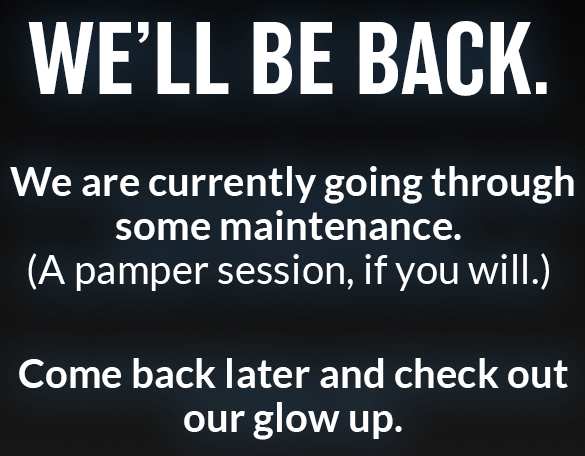 WE’LL BE BACK.
We are currently going through
some maintenance.
(A pamper session, if you will.)
Come back later and check out
our glow up.